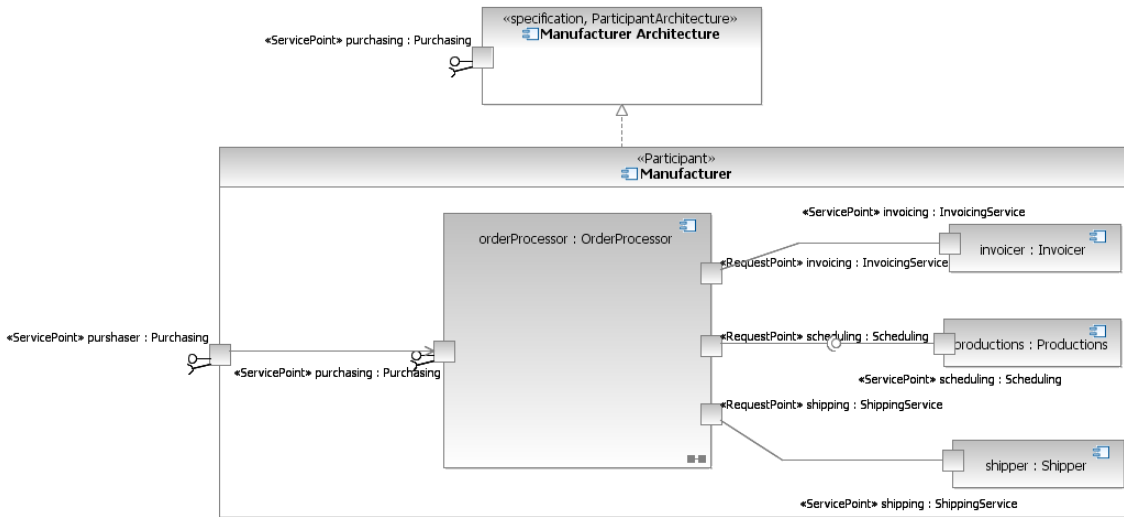 «specification, ParticipantArchitecture»
Manufacturer Architecture
«ServicePoint» purchasing : Purchasing
«Participant»
Manufacturer
«ServicePoint» invoicing : InvoicingService
orderProcessor : OrderProcessor
invoicer : Invoicer
«RequestPoint» invoicing : InvoicingService
«ServicePoint» purshaser : Purchasing
«RequestPoint» scheduling : Scheduling
productions : Productions
«ServicePoint» purchasing : Purchasing
«ServicePoint» scheduling : Scheduling
«RequestPoint» shipping : ShippingService
shipper : Shipper
«ServicePoint» shipping : ShippingService